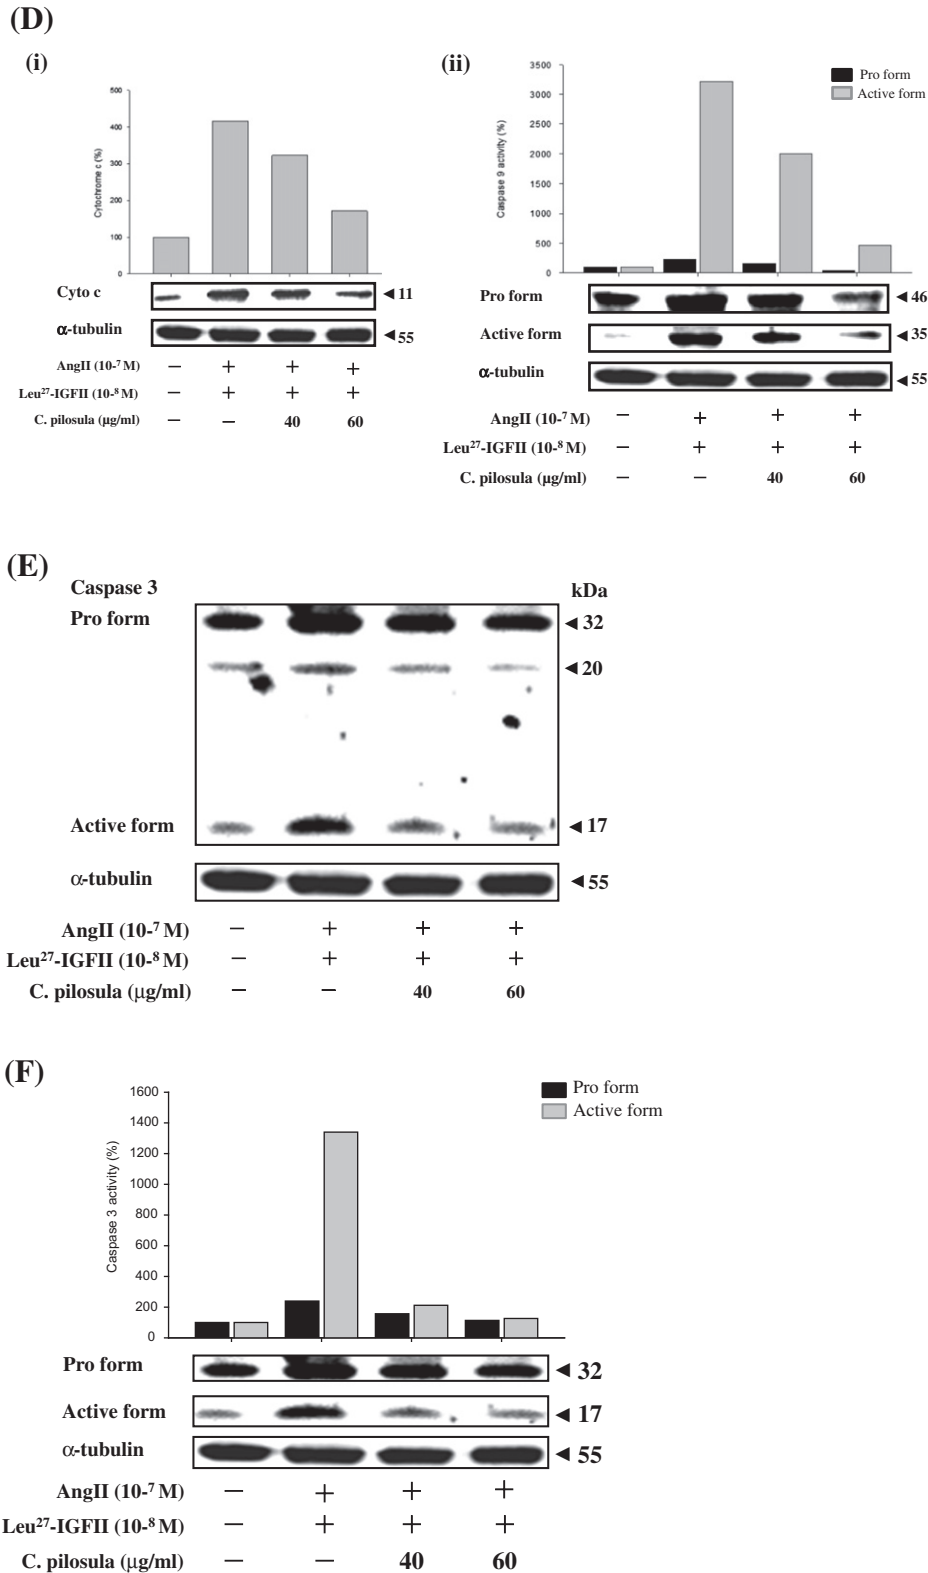 (D)
(i)
500
400
300
200
100
0
Cytochrome c (%)
Cyto c
11
α-tubulin
55
AngII (10-⁷ M) − + + +
Leu²⁷-IGFII (10-⁸ M) − + + +
C. pilosula (μg/ml) − − 40 60
(ii)
3500
3000
2500
2000
1500
1000
500
0
Caspase 9 activity (%)
Pro form
Active form
Pro form
46
Active form
35
α-tubulin
55
AngII (10-⁷ M) − + + +
Leu²⁷-IGFII (10-⁸ M) − + + +
C. pilosula (μg/ml) − − 40 60
(E)
Caspase 3
kDa
Pro form
32
20
Active form
17
α-tubulin
55
AngII (10-⁷ M) − + + +
Leu²⁷-IGFII (10-⁸ M) − + + +
C. pilosula (μg/ml) − − 40 60
(F)
1600
1400
1200
1000
800
600
400
200
0
Caspase 3 activity (%)
Pro form
Active form
Pro form
32
Active form
17
α-tubulin
55
AngII (10-⁷ M) − + + +
Leu²⁷-IGFII (10-⁸ M) − + + +
C. pilosula (μg/ml) − − 40 60